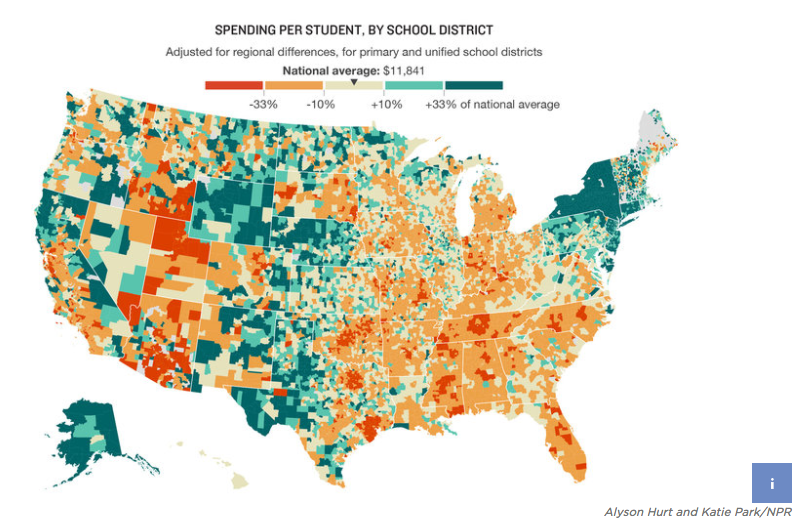 SPENDING PER STUDENT, BY SCHOOL DISTRICT
Adjusted for regional differences, for primary and unified school districts
National average: $11,841
-33% -10% +10% +33% of national average
i
Alyson Hurt and Katie Park/NPR